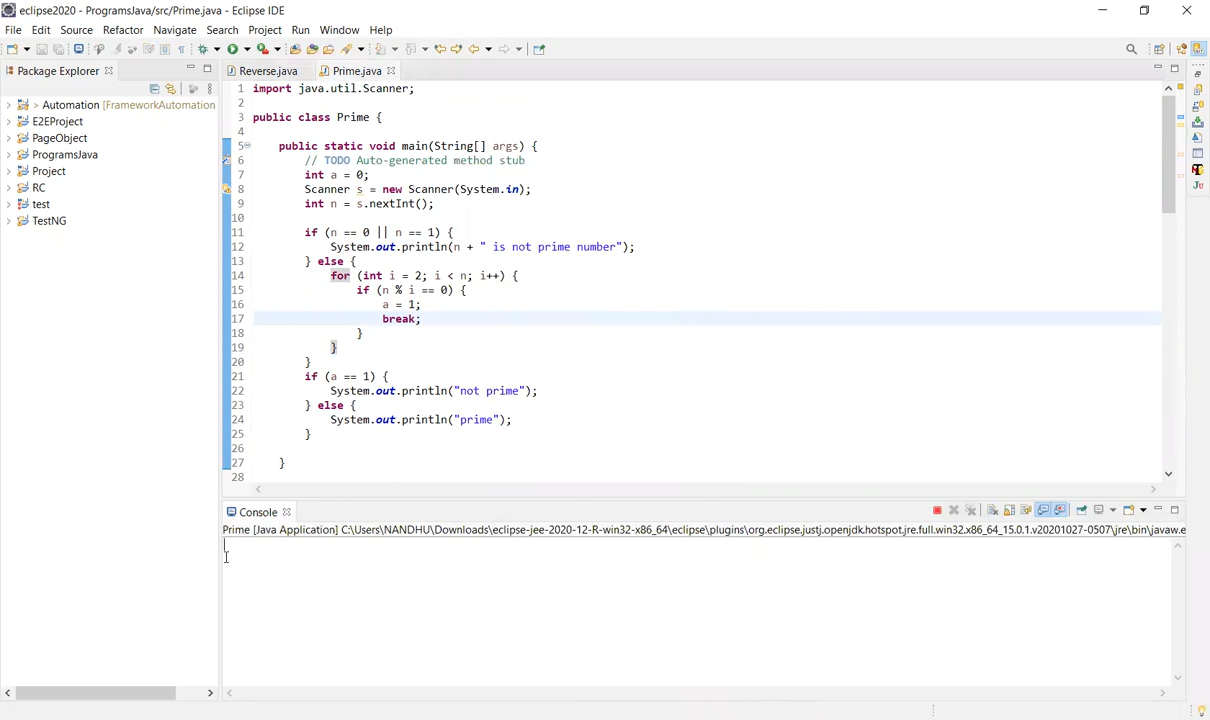 eclipse2020 - ProgramsJava/src/Prime.java - Eclipse IDE
File Edit Source Refactor Navigate Search Project Run Window Help
Package Explorer
Reverse.java Prime.java
> Automation [FrameworkAutomation
E2EProject
PageObject
ProgramsJava
Project
RC
test
TestNG
1 import java.util.Scanner;
2
3 public class Prime {
4
5 public static void main(String[] args) {
6 // TODO Auto-generated method stub
7 int a = 0;
8 Scanner s = new Scanner(System.in);
9 int n = s.nextInt();
10
11 if (n == 0 || n == 1) {
12 System.out.println(n + " is not prime number");
13 } else {
14 for (int i = 2; i < n; i++) {
15 if (n % i == 0) {
16 a = 1;
17 break;
18 }
19 }
20 }
21 if (a == 1) {
22 System.out.println("not prime");
23 } else {
24 System.out.println("prime");
25 }
26
27 }
28
Console
Prime [Java Application] C:\Users\NANDHU\Downloads\eclipse-jee-2020-12-R-win32-x86_64\eclipse\plugins\org.eclipse.justj.openjdk.hotspot.jre.full.win32.x86_64_15.0.1.v20201027-0507\jre\bin\javaw.e